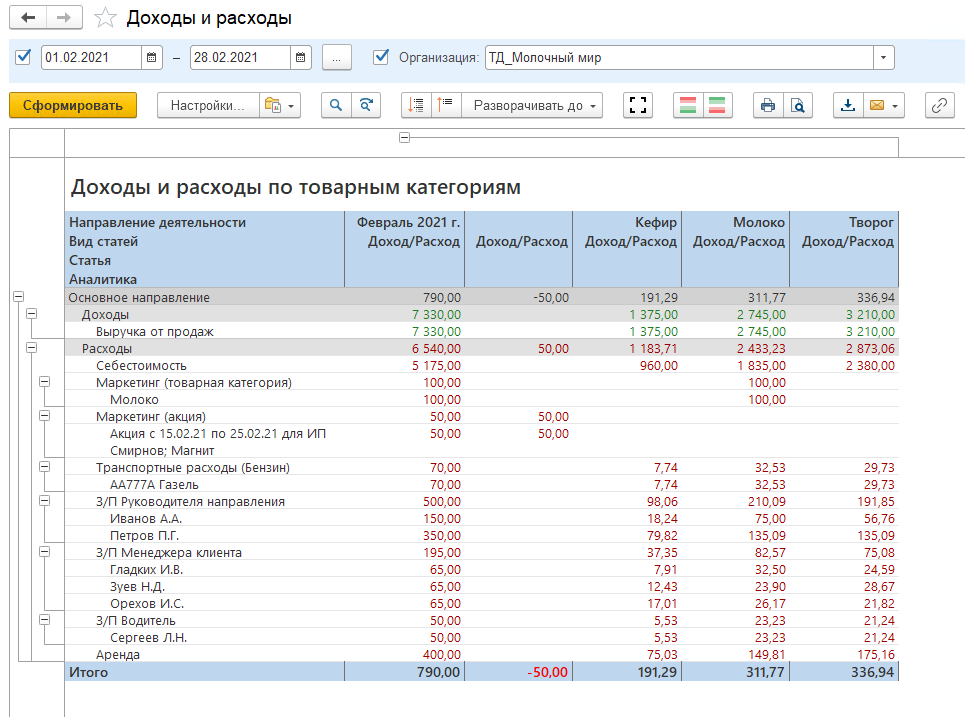 Доходы и расходы
01.02.2021 – 28.02.2021 ... Организация: ТД_Молочный мир
Сформировать Настройки... Разворачивать до
Доходы и расходы по товарным категориям
Направление деятельности Февраль 2021 г. Кефир Молоко Творог
Вид статей Доход/Расход Доход/Расход Доход/Расход Доход/Расход Доход/Расход
Статья
Аналитика
Основное направление 790,00 -50,00 191,29 311,77 336,94
Доходы 7 330,00 1 375,00 2 745,00 3 210,00
Выручка от продаж 7 330,00 1 375,00 2 745,00 3 210,00
Расходы 6 540,00 50,00 1 183,71 2 433,23 2 873,06
Себестоимость 5 175,00 960,00 1 835,00 2 380,00
Маркетинг (товарная категория) 100,00 100,00
Молоко 100,00 100,00
Маркетинг (акция) 50,00 50,00
Акция с 15.02.21 по 25.02.21 для ИП 50,00 50,00
Смирнов; Магнит
Транспортные расходы (Бензин) 70,00 7,74 32,53 29,73
АА777А Газель 70,00 7,74 32,53 29,73
З/П Руководителя направления 500,00 98,06 210,09 191,85
Иванов А.А. 150,00 18,24 75,00 56,76
Петров П.Г. 350,00 79,82 135,09 135,09
З/П Менеджера клиента 195,00 37,35 82,57 75,08
Гладких И.В. 65,00 7,91 32,50 24,59
Зуев Н.Д. 65,00 12,43 23,90 28,67
Орехов И.С. 65,00 17,01 26,17 21,82
З/П Водитель 50,00 5,53 23,23 21,24
Сергеев Л.Н. 50,00 5,53 23,23 21,24
Аренда 400,00 75,03 149,81 175,16
Итого 790,00 -50,00 191,29 311,77 336,94